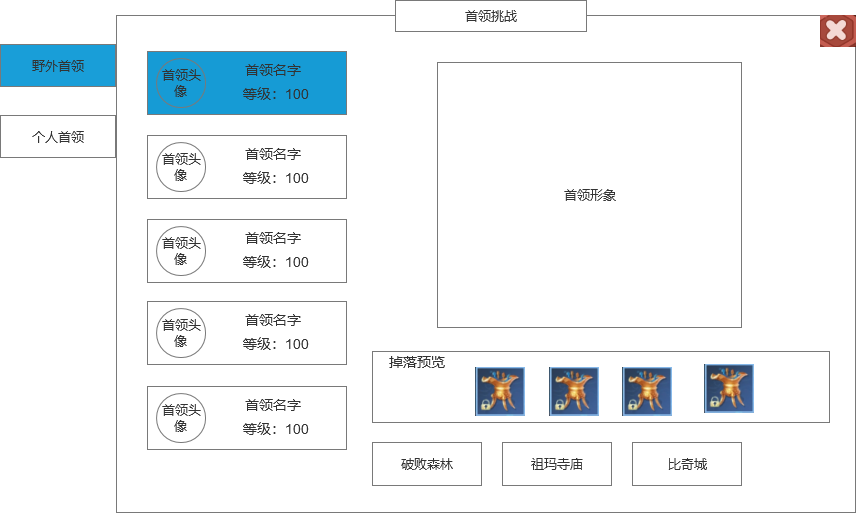 首领挑战
野外首领
个人首领
首领头
像
首领名字
等级：100
首领头
像
首领名字
等级：100
首领头
像
首领名字
等级：100
首领头
像
首领名字
等级：100
首领头
像
首领名字
等级：100
首领形象
掉落预览
破败森林
祖玛寺庙
比奇城